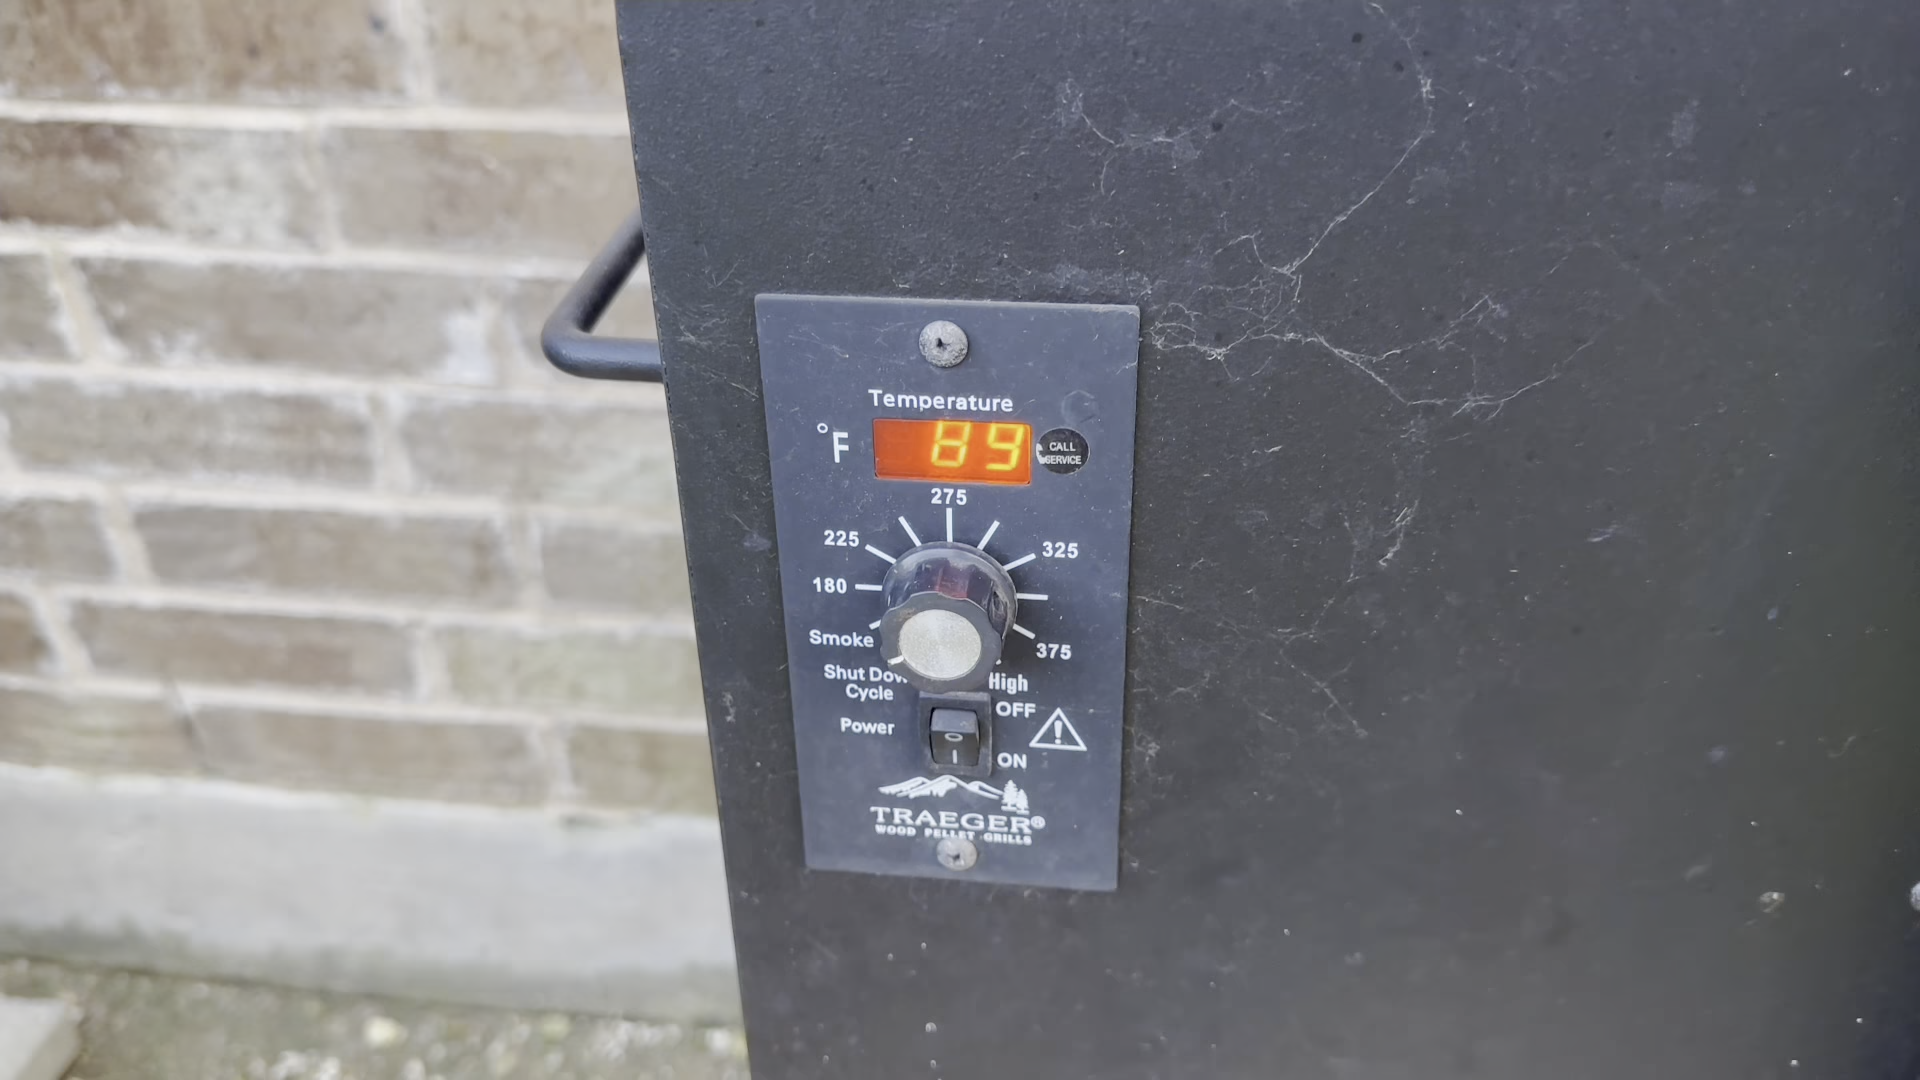 Temperature
°F
89
CALL
SERVICE
275
225
325
180
Smoke
375
Shut Dow
Cycle
High
OFF
Power
O
I
ON
TRAEGER®
WOOD PELLET GRILLS